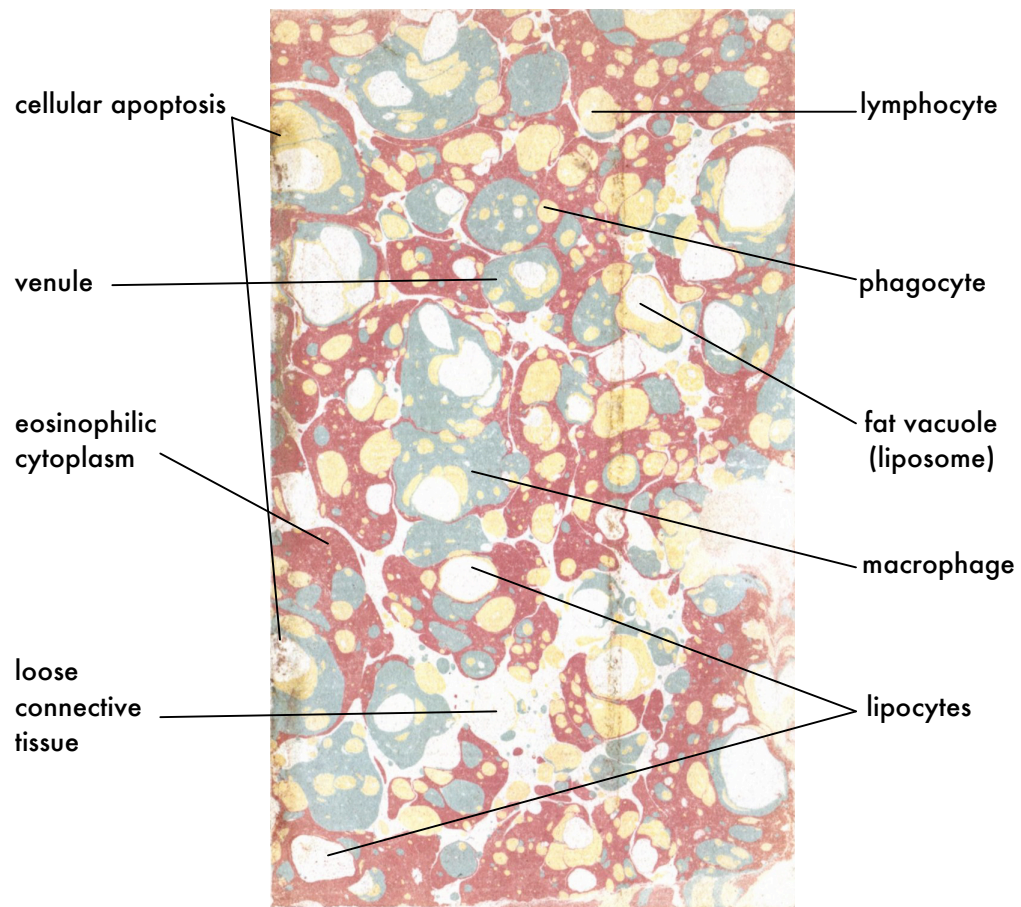 cellular apoptosis
venule
eosinophilic
cytoplasm
loose
connective
tissue
lymphocyte
phagocyte
fat vacuole
(liposome)
macrophage
lipocytes